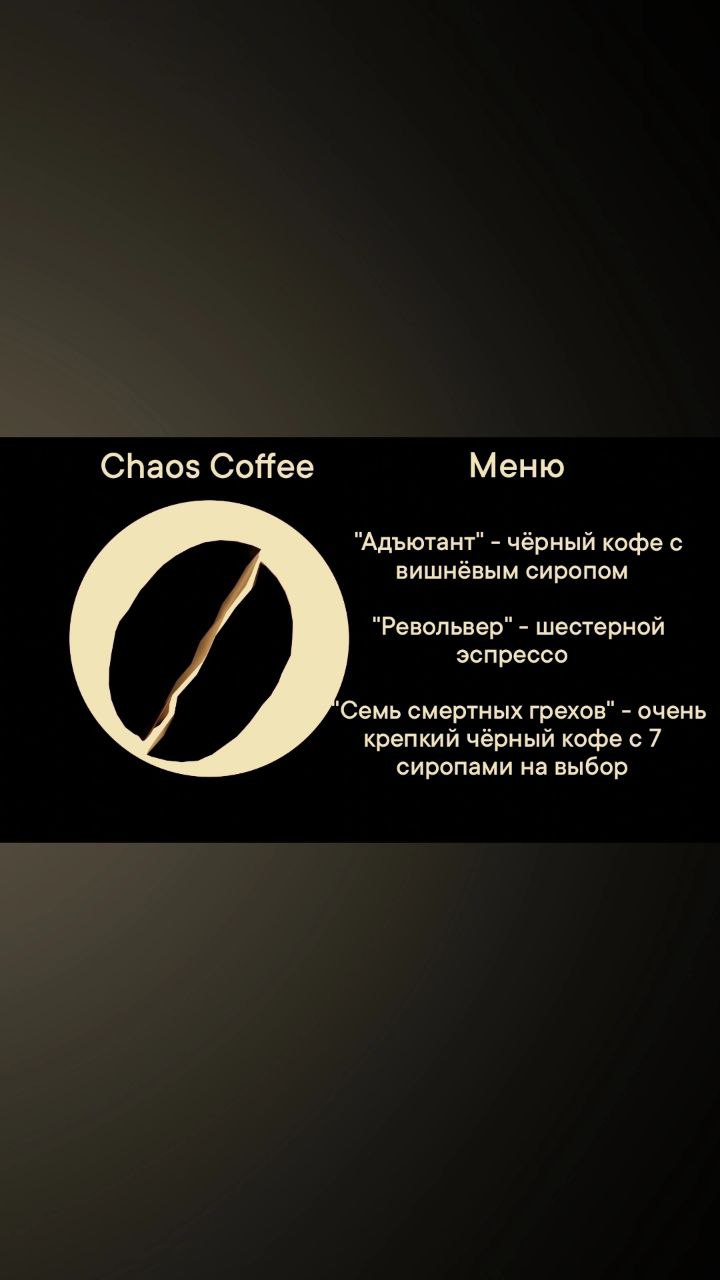 Chaos Coffee
Меню
"Адъютант" - чёрный кофе с
вишнёвым сиропом
"Револьвер" - шестерной
эспрессо
"Семь смертных грехов" - очень
крепкий чёрный кофе с 7
сиропами на выбор